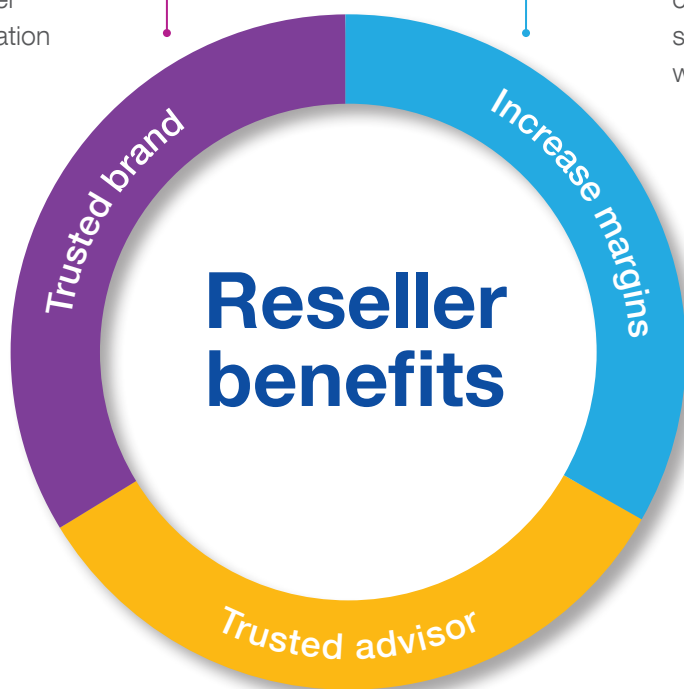 Trusted brand
Increase margins
Reseller
benefits
Trusted advisor